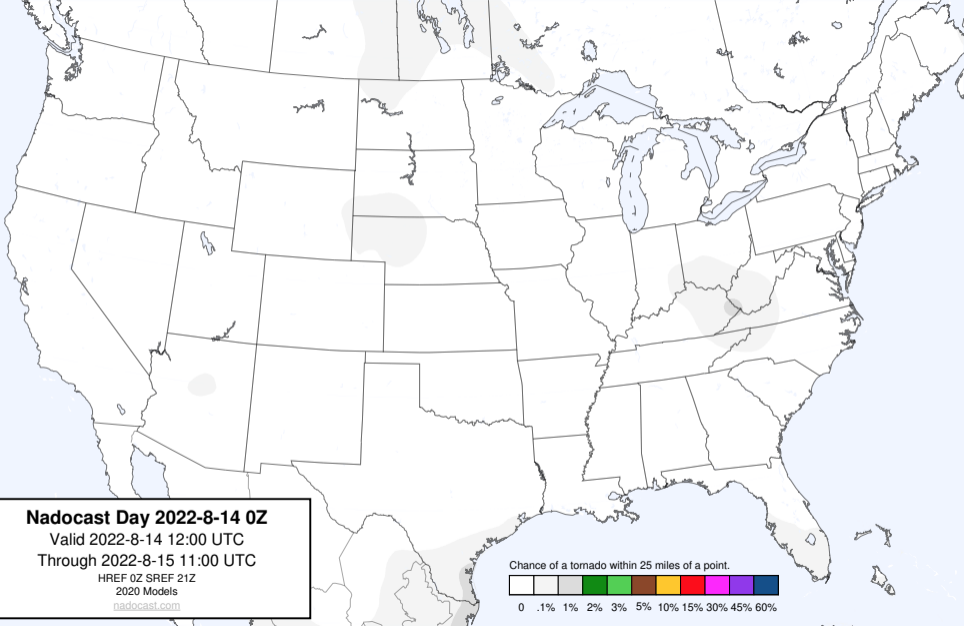 Nadocast Day 2022-8-14 0Z
Valid 2022-8-14 12:00 UTC
Through 2022-8-15 11:00 UTC
HREF 0Z SREF 21Z
2020 Models
nadocast.com
Chance of a tornado within 25 miles of a point.
0 .1% 1% 2% 3% 5% 10% 15% 30% 45% 60%